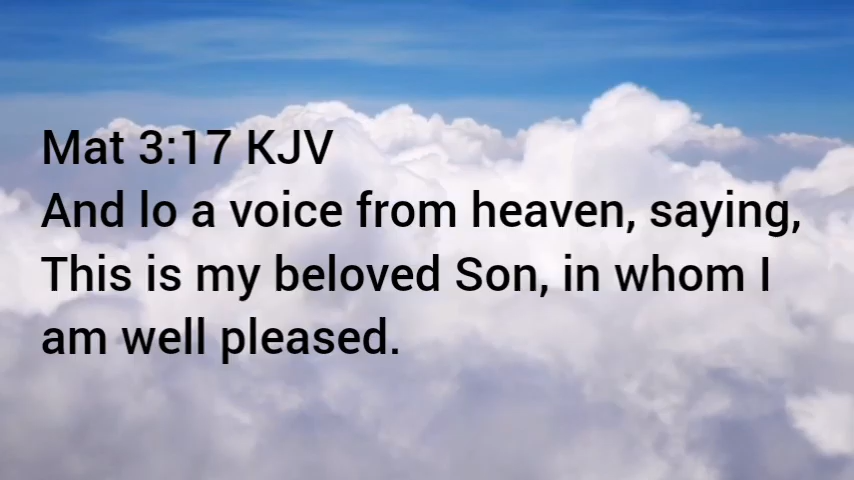 Mat 3:17 KJV
And lo a voice from heaven, saying,
This is my beloved Son, in whom I
am well pleased.